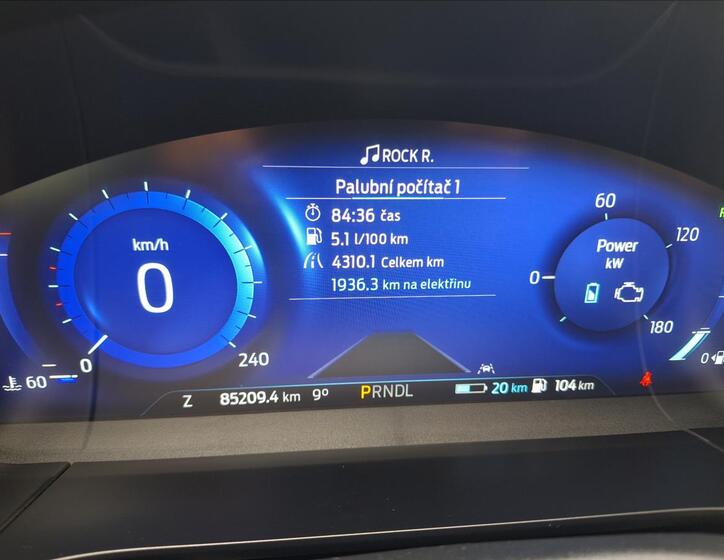 ROCK R.
Palubní počítač 1
84:36 čas
5.1 l/100 km
4310.1 Celkem km
1936.3 km na elektřinu
km/h
0
0
240
60
Power
kW
0
60
120
180
0
Z 85209.4 km 9° PRNDL 20 km 104 km